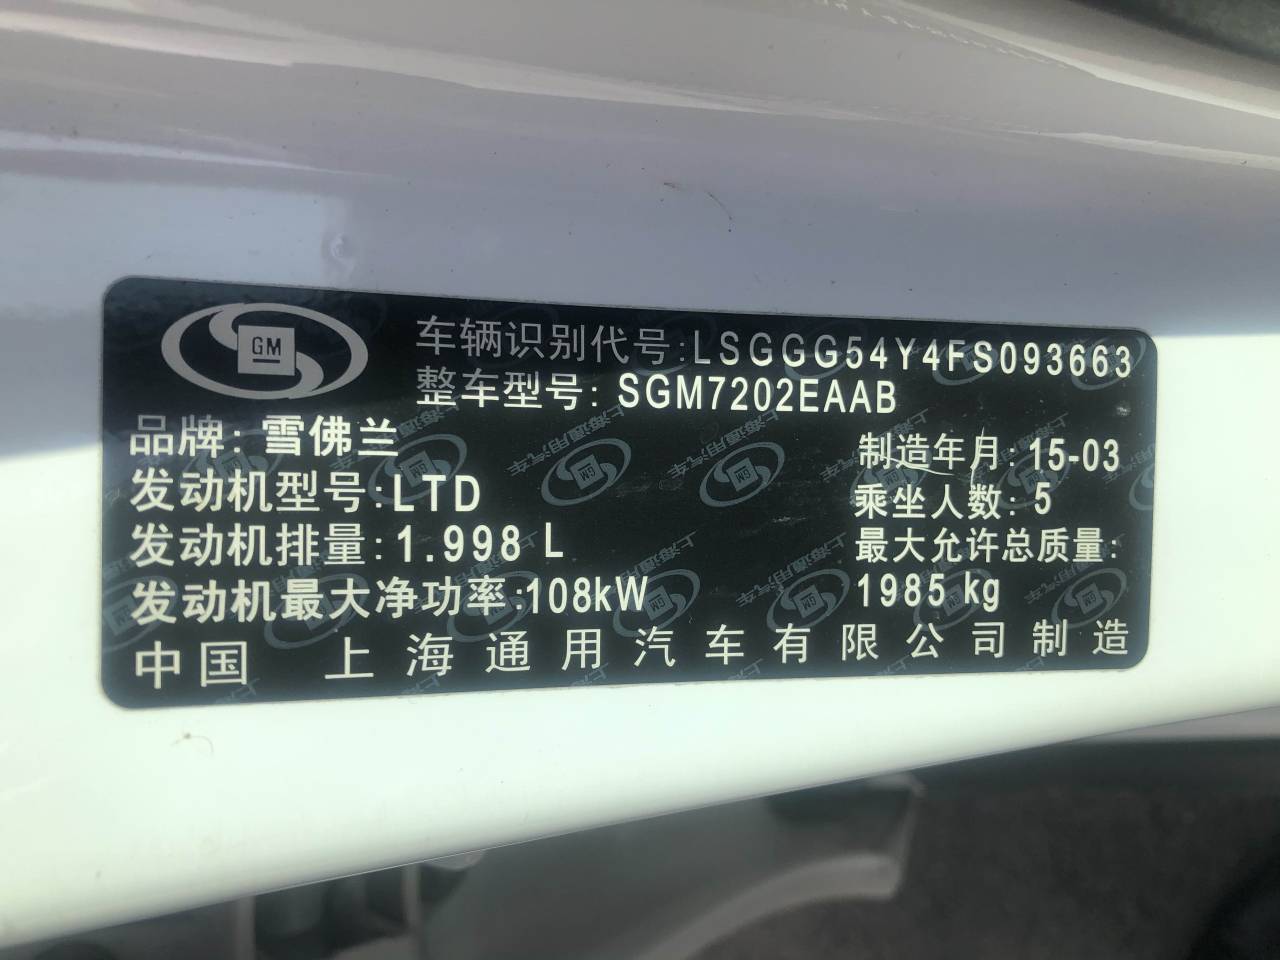 GM
车辆识别代号:LSGGG54Y4FS093663
整车型号: SGM7202EAAB
品牌: 雪佛兰
制造年月: 15-03
发动机型号:LTD
乘坐人数: 5
发动机排量:1.998 L
最大允许总质量:
1985 kg
发动机最大净功率:108kW
中国 上海通用汽车有限公司制造